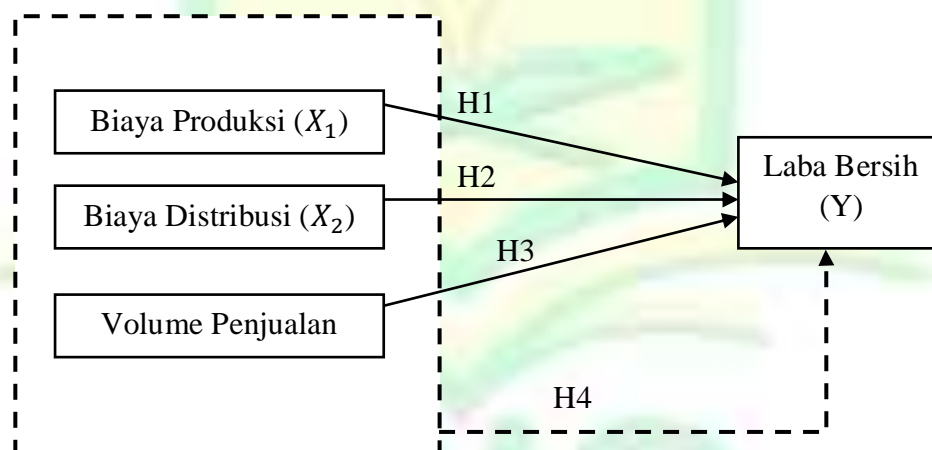 Biaya Produksi (𝑋₁)
H1
Biaya Distribusi (𝑋₂)
H2
Laba Bersih
(Y)
H3
Volume Penjualan
H4